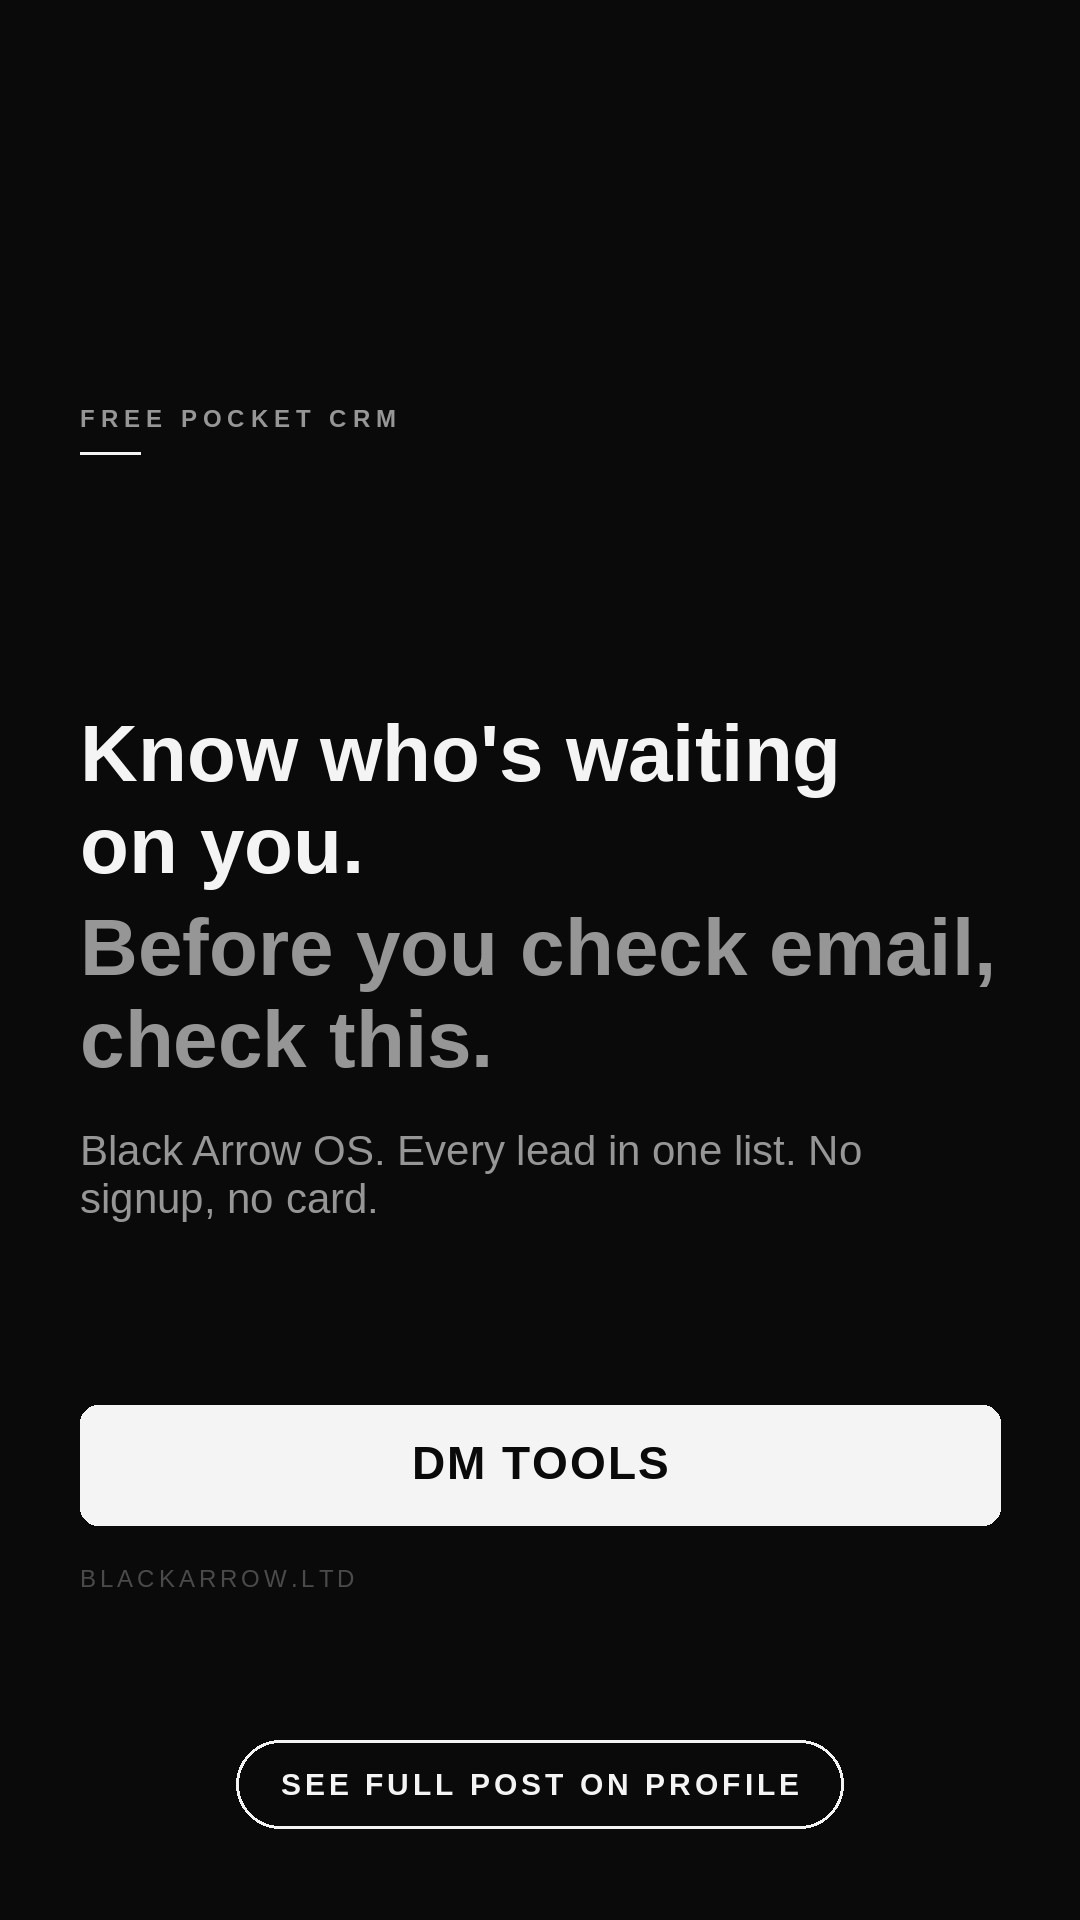 FREE POCKET CRM
Know who's waiting
on you.
Before you check email,
check this.
Black Arrow OS. Every lead in one list. No
signup, no card.
DM TOOLS
BLACKARROW.LTD
SEE FULL POST ON PROFILE